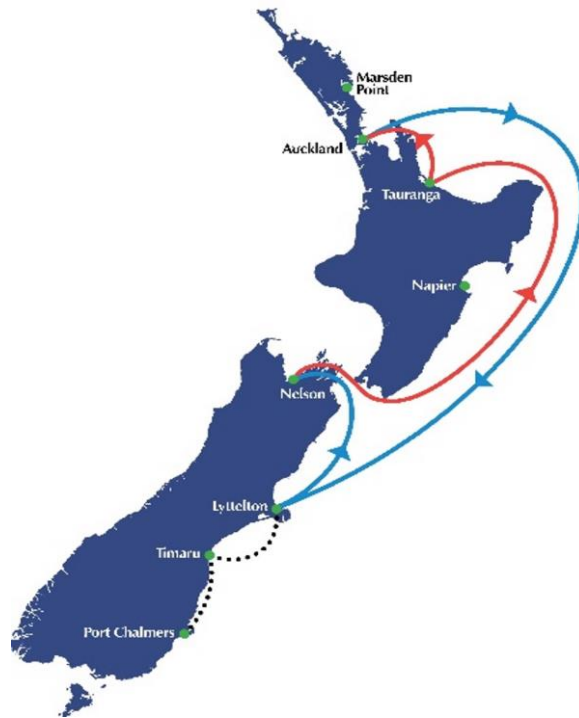 Marsden
Point
Auckland
Tauranga
Napier
Nelson
Lyttelton
Timaru
Port Chalmers